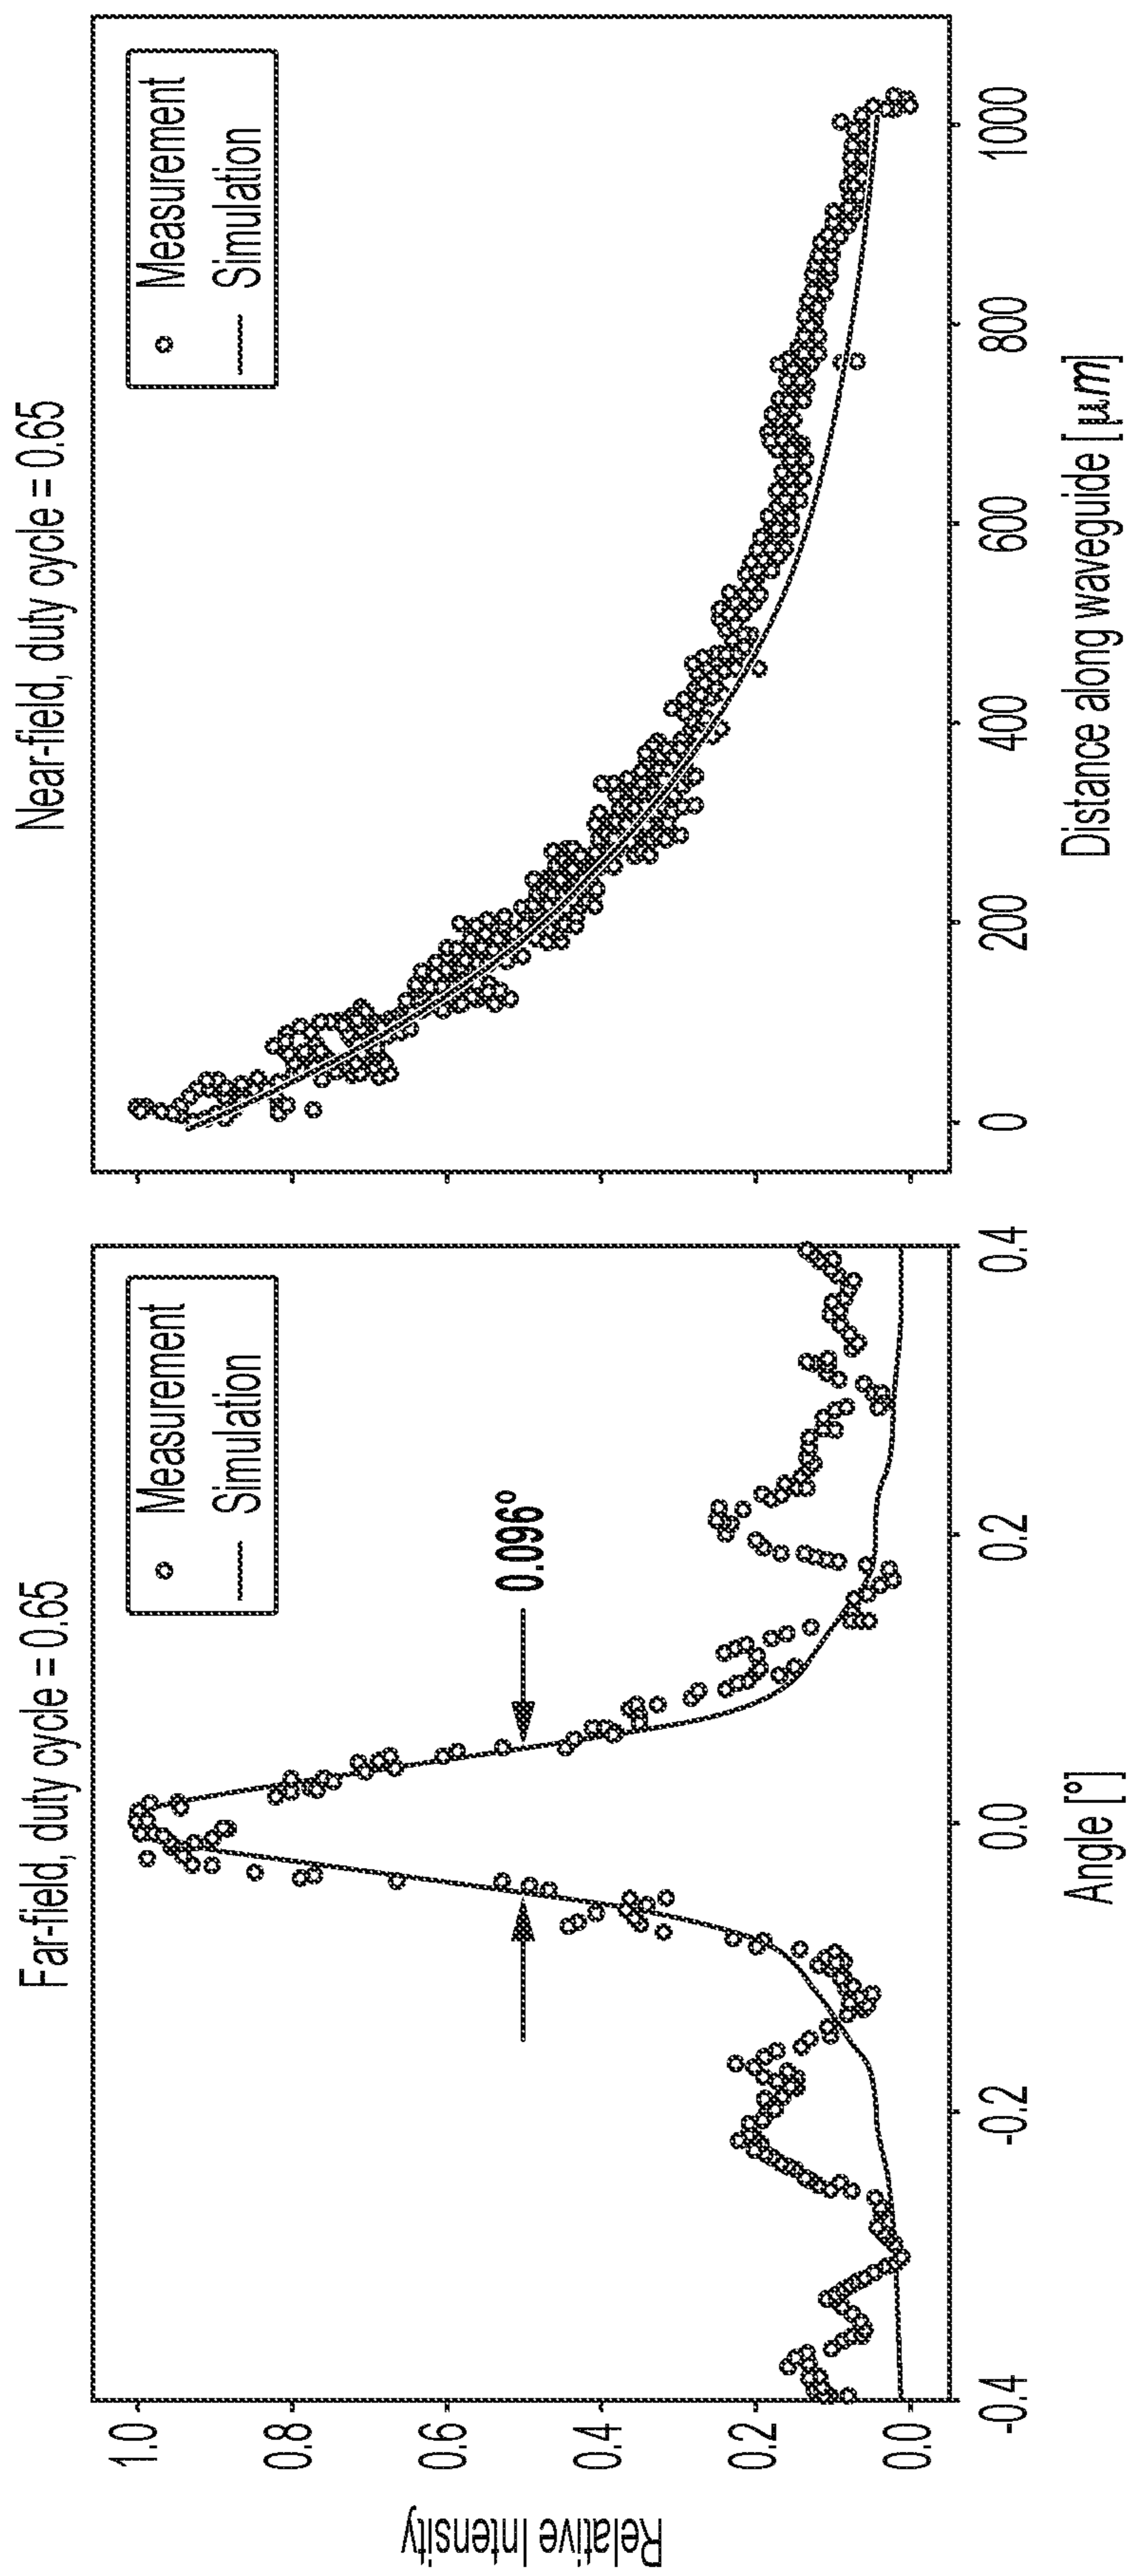 Far-field, duty cycle = 0.65
Measurement
Simulation
0.096°
1.0
0.8
0.6
0.4
0.2
0.0
Relative Intensity
-0.4
-0.2
0.0
0.2
0.4
Angle [°]
Near-field, duty cycle = 0.65
Measurement
Simulation
0
200
400
600
800
1000
Distance along waveguide [μm]